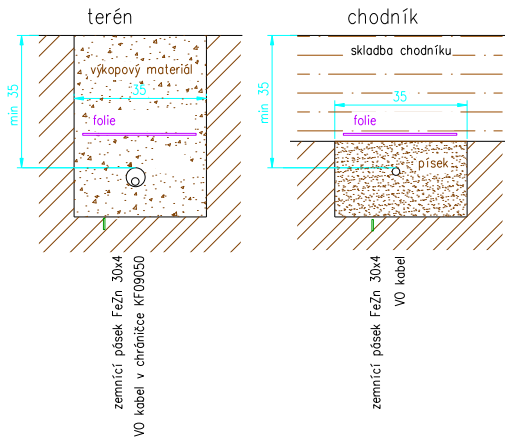 terén
chodník
skladba chodníku
výkopový materiál
35
35
min 35
min 35
folie
folie
písek
zemnící pásek FeZn 30x4
VO kabel v chráničce KF09050
zemnící pásek FeZn 30x4
VO kabel